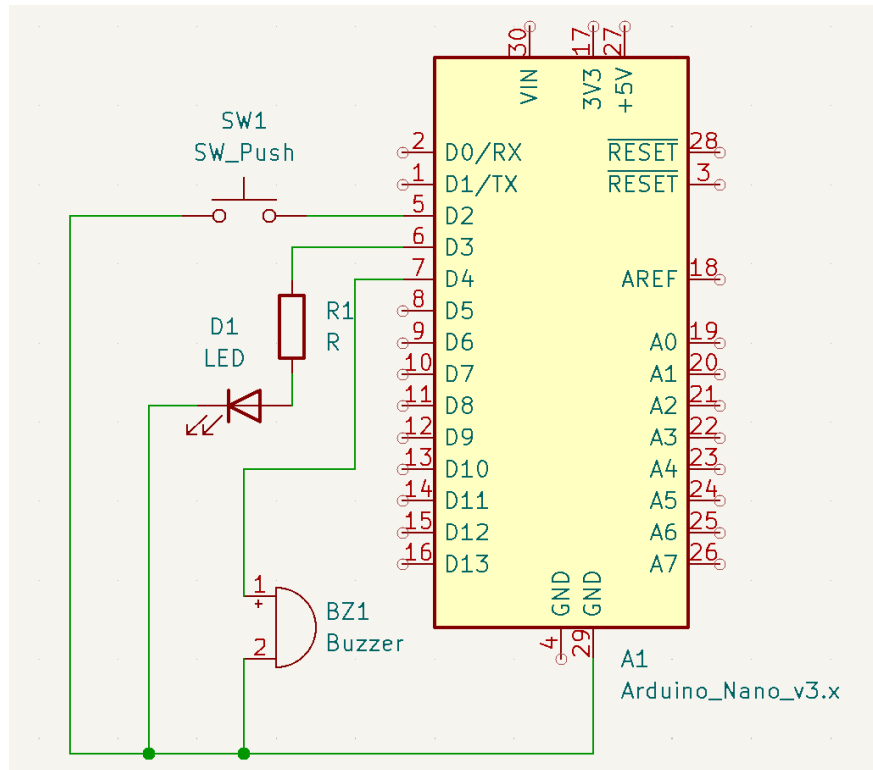 30
17
27
VIN
3V3
+5V
SW1
SW_Push
2 D0/RX
RESET 28
1 D1/TX
RESET 3
5 D2
6 D3
7 D4
AREF 18
8 D5
R1
R
D1
LED
9 D6
A0 19
10 D7
A1 20
11 D8
A2 21
12 D9
A3 22
13 D10
A4 23
14 D11
A5 24
15 D12
A6 25
16 D13
A7 26
1
+
2
BZ1
Buzzer
GND
GND
4
29
A1
Arduino_Nano_v3.x